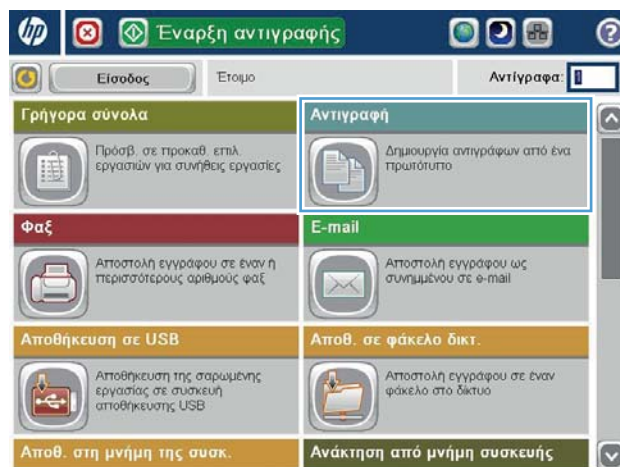 hp
Έναρξη αντιγραφής
?
Είσοδος
Έτοιμο
Αντίγραφα: 1
Γρήγορα σύνολα
Πρόσβ. σε προκαθ. επιλ.
εργασιών για συνήθεις εργασίες
Αντιγραφή
Δημιουργία αντιγράφων από ένα
πρωτότυπο
Φαξ
Αποστολή εγγράφου σε έναν ή
περισσότερους αριθμούς φαξ
E-mail
Αποστολή εγγράφου ως
συνημμένου σε e-mail
Αποθήκευση σε USB
Αποθήκευση της σαρωμένης
εργασίας σε συσκευή
αποθήκευσης USB
Αποθ. σε φάκελο δικτ.
Αποστολή εγγράφου σε έναν
φάκελο στο δίκτυο
Αποθ. στη μνήμη της συσκ.
Ανάκτηση από μνήμη συσκευής